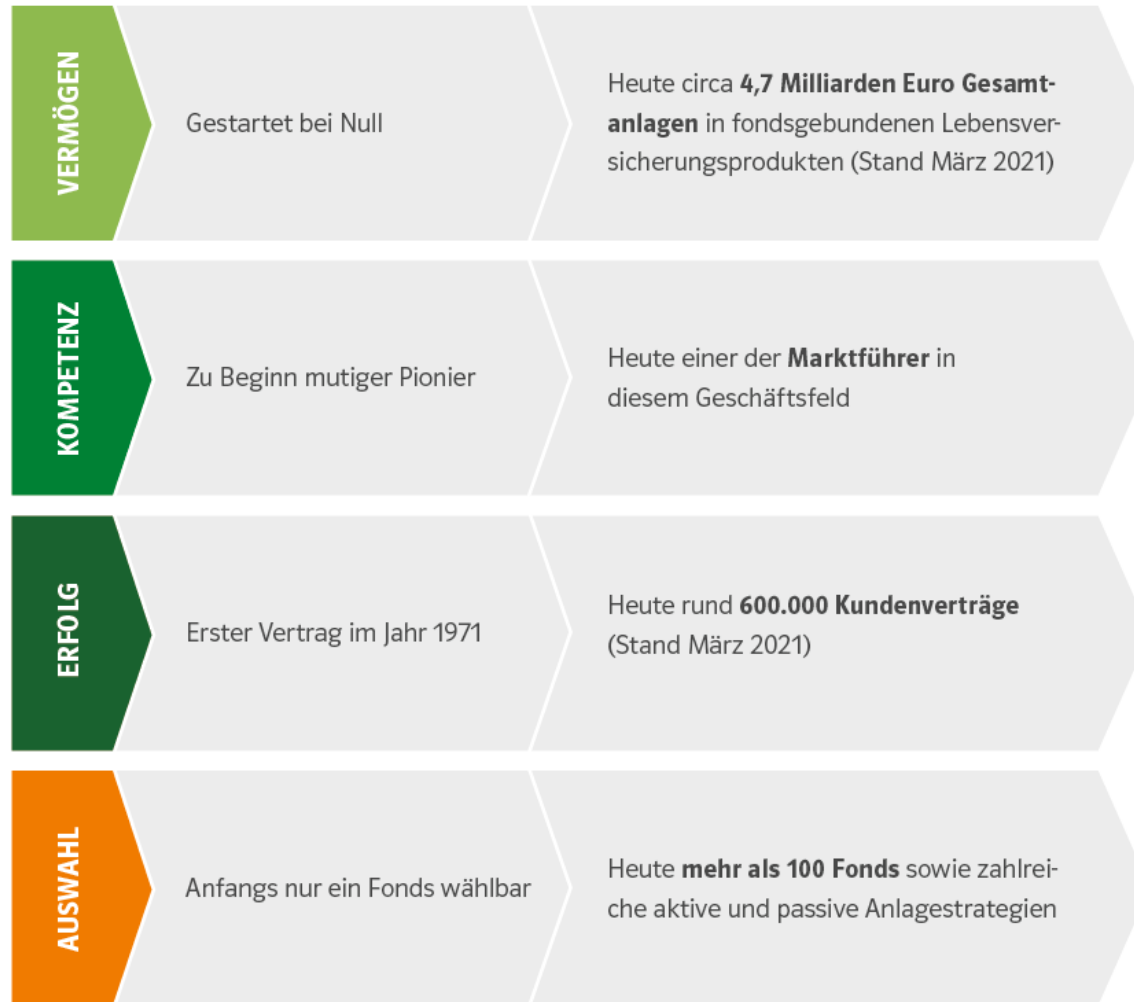 VERMÖGEN
Gestartet bei Null
Heute circa 4,7 Milliarden Euro Gesamt-
anlagen in fondsgebundenen Lebensver-
sicherungsprodukten (Stand März 2021)
KOMPETENZ
Zu Beginn mutiger Pionier
Heute einer der Marktführer in
diesem Geschäftsfeld
ERFOLG
Erster Vertrag im Jahr 1971
Heute rund 600.000 Kundenverträge
(Stand März 2021)
AUSWAHL
Anfangs nur ein Fonds wählbar
Heute mehr als 100 Fonds sowie zahlrei-
che aktive und passive Anlagestrategien